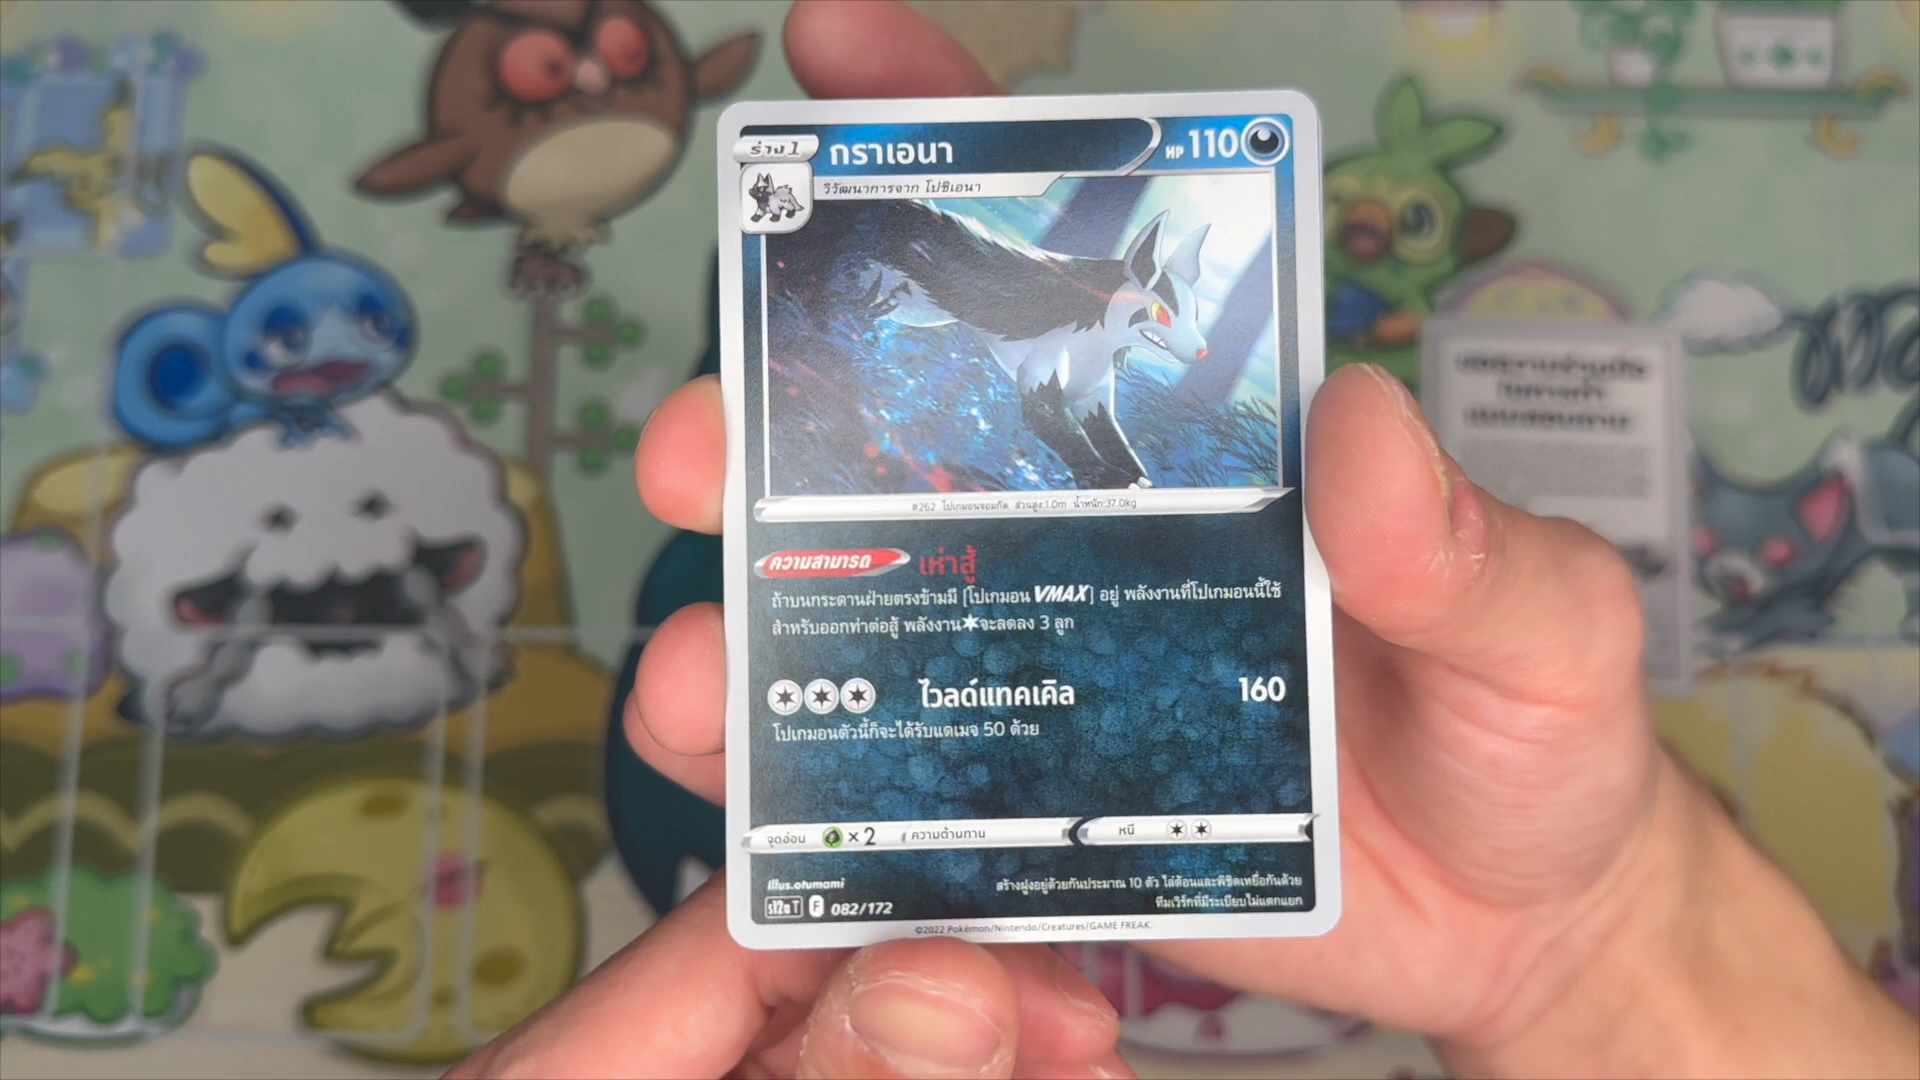 ร่าง1 กราเอนา HP 110
วิวัฒนาการจาก โปชิเอนา
#262 โปเกมอนจอมกัด ส่วนสูง:1.0m น้ำหนัก:37.0kg
ความสามารถ เห่าสู้
ถ้าบนกระดานฝ่ายตรงข้ามมี [โปเกมอน VMAX] อยู่ พลังงานที่โปเกมอนนี้ใช้
สำหรับออกท่าต่อสู้ พลังงาน จะลดลง 3 ลูก
ไวลด์แทคเคิล 160
โปเกมอนตัวนี้ก็จะได้รับแดเมจ 50 ด้วย
จุดอ่อน ×2 ความต้านทาน หนี
Illus.otumami
สร้างฝูงอยู่ด้วยกันประมาณ 10 ตัว ไล่ต้อนและพิชิตเหยื่อกันด้วย
ทีมเวิร์กที่มีระเบียบไม่แตกแยก
s12a T F 082/172
©2022 Pokémon/Nintendo/Creatures/GAME FREAK